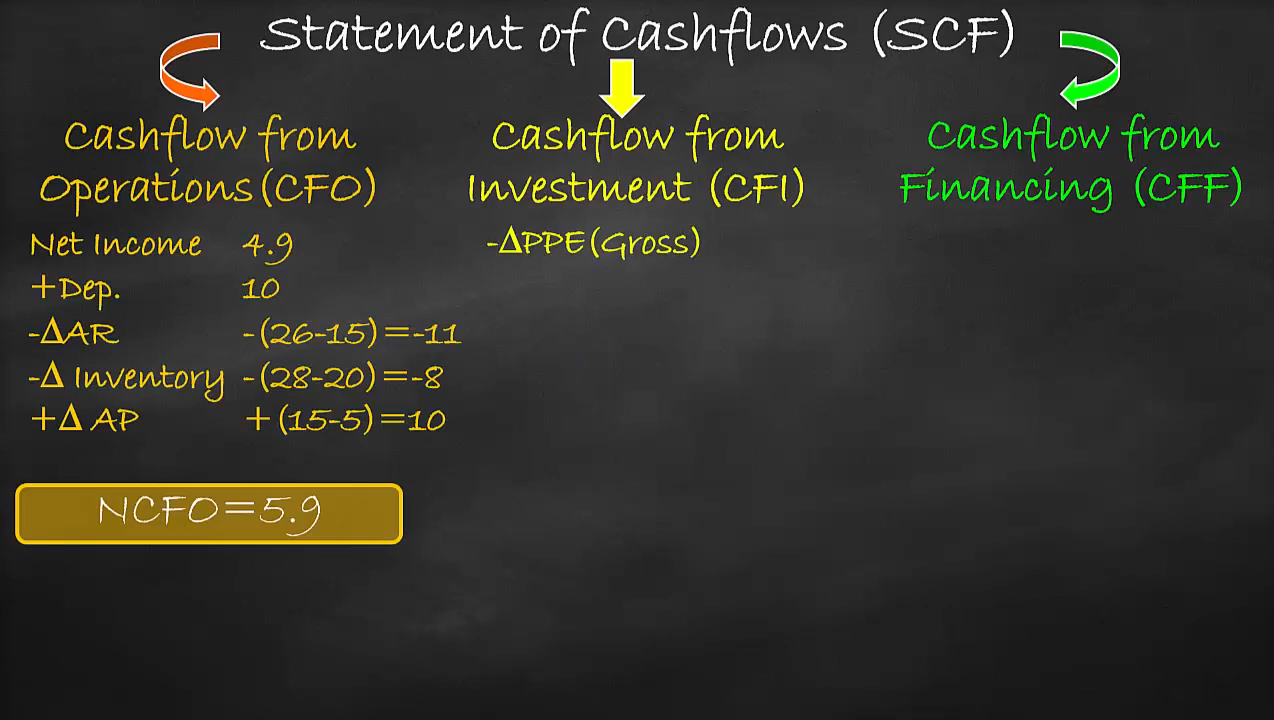 Statement of Cashflows (SCF)
Cashflow from
Operations (CFO)
Net Income 4.9
+Dep. 10
-ΔAR -(26-15)=-11
-Δ Inventory -(28-20)=-8
+Δ AP +(15-5)=10
NCFO=5.9
Cashflow from
Investment (CFI)
-ΔPPE(Gross)
Cashflow from
Financing (CFF)